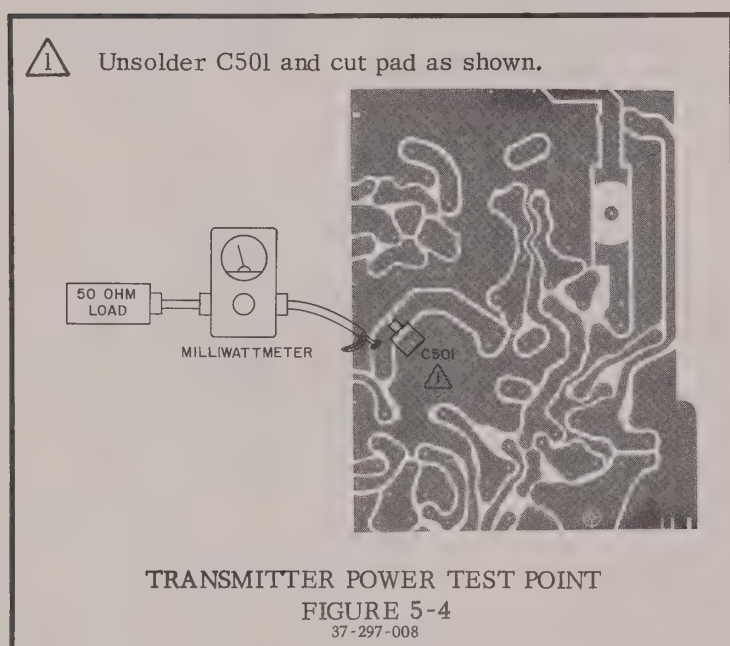 1 Unsolder C501 and cut pad as shown.
50 OHM
LOAD
MILLIWATTMETER
C501
1
TRANSMITTER POWER TEST POINT
FIGURE 5-4
37-297-008